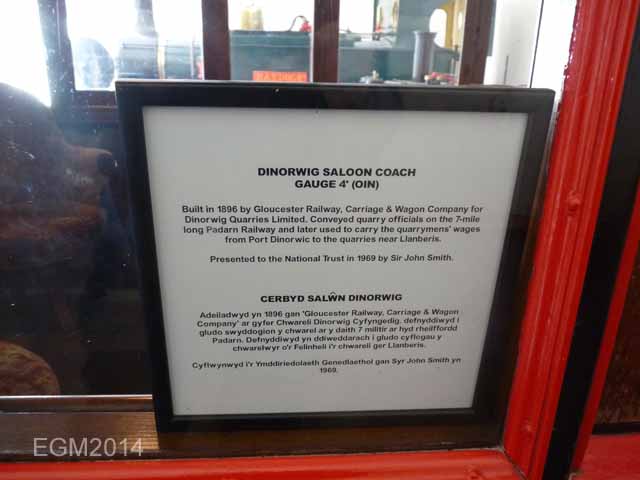 DINORWIG SALOON COACH
GAUGE 4' (OIN)
Built in 1896 by Gloucester Railway, Carriage & Wagon Company for
Dinorwig Quarries Limited. Conveyed quarry officials on the 7-mile
long Padarn Railway and later used to carry the quarrymens' wages
from Port Dinorwic to the quarries near Llanberis.
Presented to the National Trust in 1969 by Sir John Smith.
CERBYD SALŴN DINORWIG
Adeiladwyd yn 1896 gan 'Gloucester Railway, Carriage & Wagon
Company' ar gyfer Chwareli Dinorwig Cyfyngedig. defnyddiwyd i
gludo swyddogion y chwarel ar y daith 7 militir ar hyd rheilffordd
Padarn. Defnyddiwyd yn ddiweddarach i gludo cyflegau y
chwarelwyr o'r Felinheli i'r chwareli ger Llanberis.
Cyflwynwyd i'r Ymddiriedolaeth Genedlaethol gan Syr John Smith yn
1969.
EGM2014